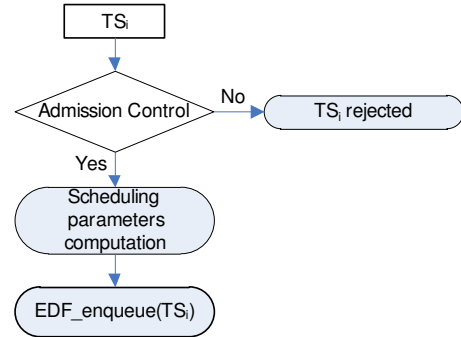 TSi
Admission Control
No
TSi rejected
Yes
Scheduling
parameters
computation
EDF_enqueue(TSi)